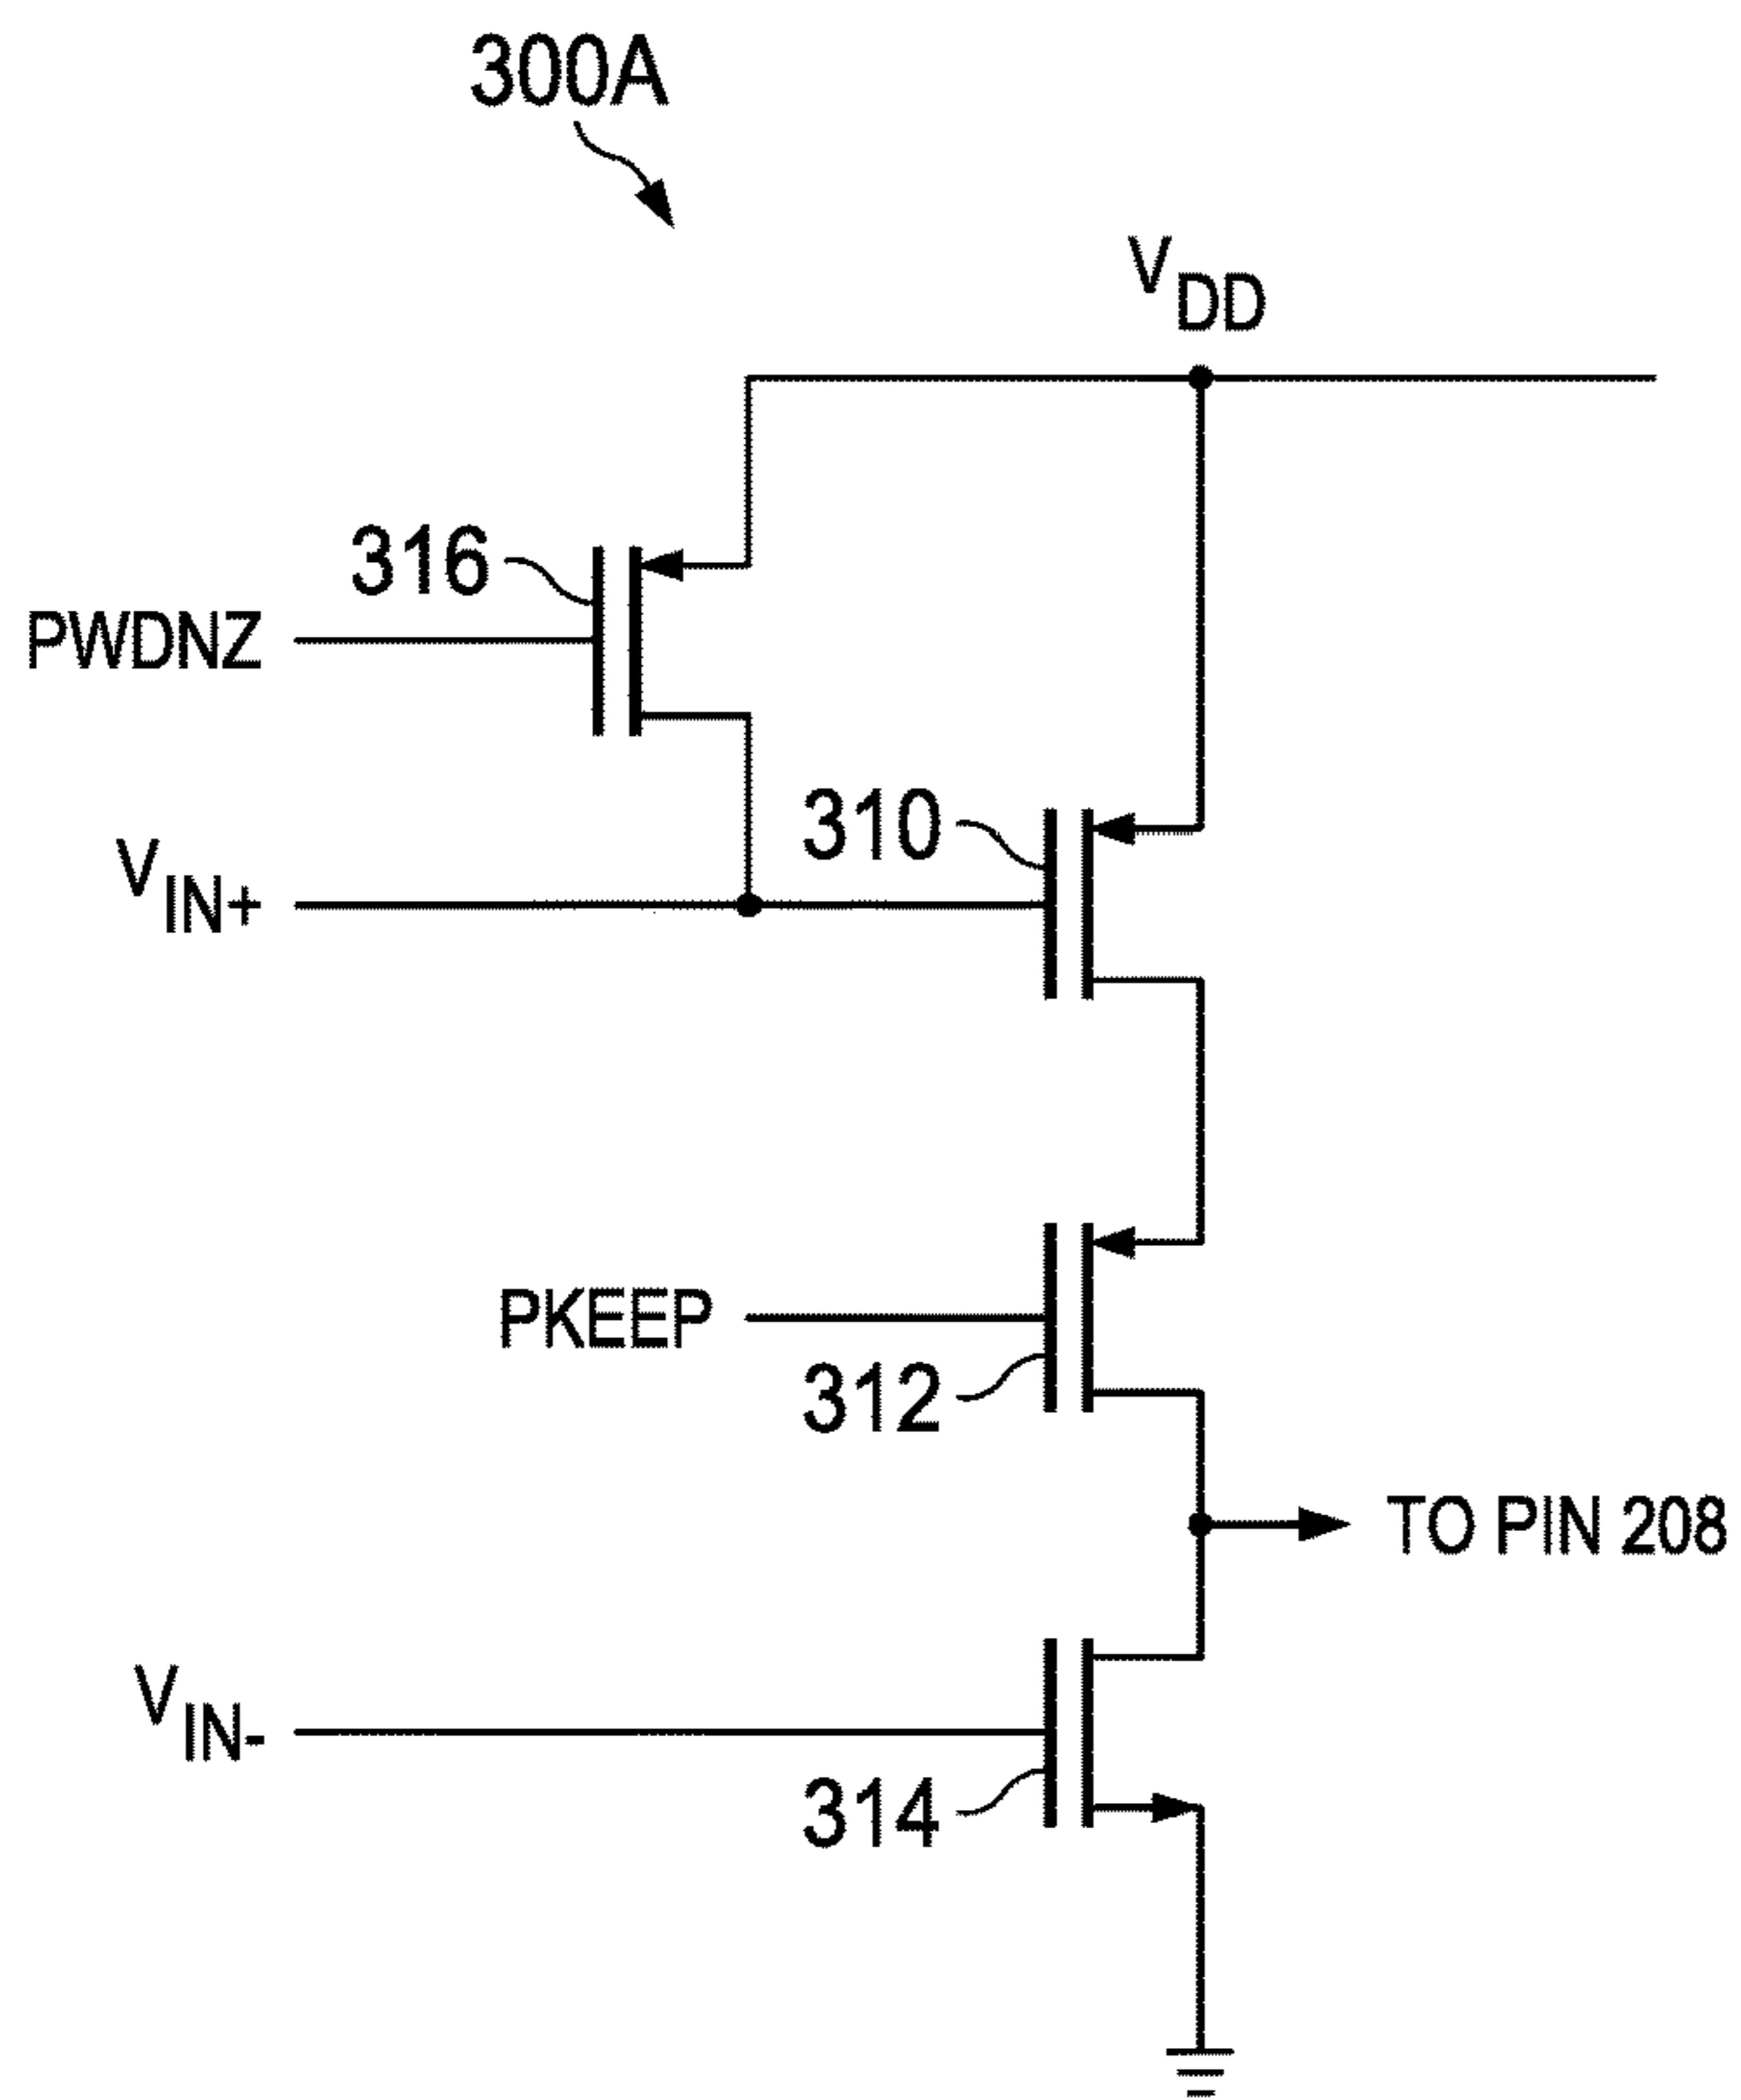 300A
VDD
316
PWDNZ
310
VIN+
PKEEP
312
TO PIN 208
VIN-
314